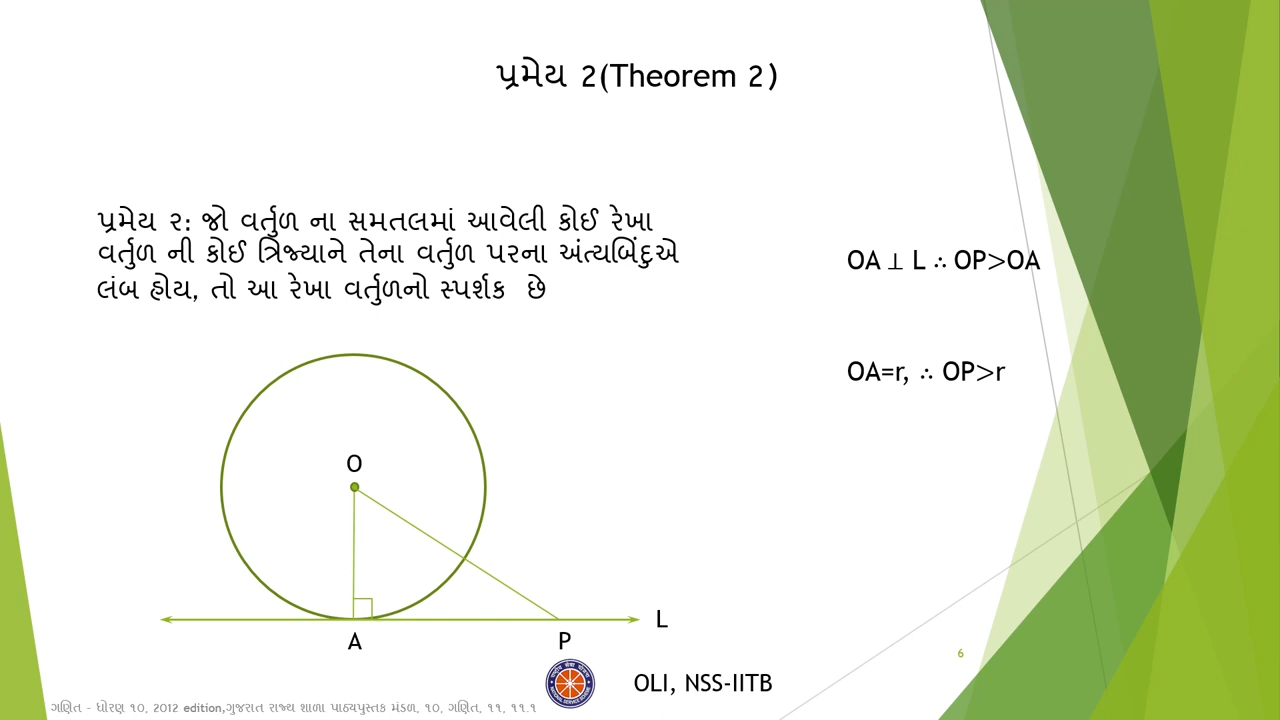 પ્રમેય 2(Theorem 2)
પ્રમેય ૨: જો વર્તુળ ના સમતલમાં આવેલી કોઈ રેખા
વર્તુળ ની કોઈ ત્રિજ્યાને તેના વર્તુળ પરના અંત્યબિંદુએ
લંબ હોય, તો આ રેખા વર્તુળનો સ્પર્શક છે
OA ⊥ L ∴ OP>OA
OA=r, ∴ OP>r
O
L
A
P
6
OLI, NSS-IITB
ગણિત - ધોરણ ૧૦, 2012 edition,ગુજરાત રાજ્ય શાળા પાઠ્યપુસ્તક મંડળ, ૧૦, ગણિત, ૧૧, ૧૧.૧